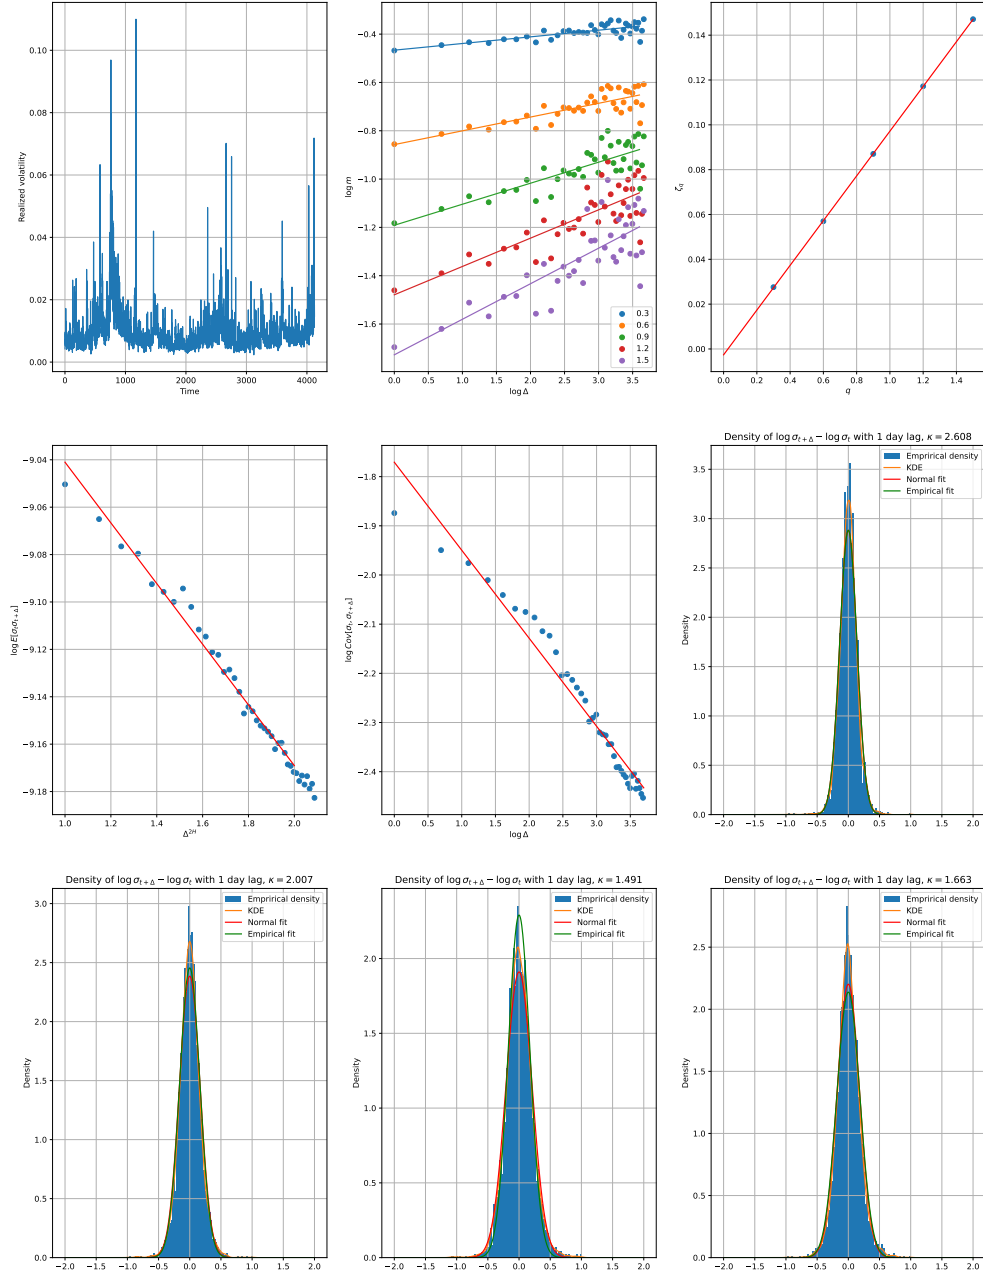 0.10
0.08
0.06
0.04
0.02
0.00
Realized volatility
0 1000 2000 3000 4000
Time
−0.4
−0.6
−0.8
−1.0
−1.2
−1.4
−1.6
log m
0.3
0.6
0.9
1.2
1.5
0.0 0.5 1.0 1.5 2.0 2.5 3.0 3.5
log Δ
0.14
0.12
0.10
0.08
0.06
0.04
0.02
0.00
ζq
0.0 0.2 0.4 0.6 0.8 1.0 1.2 1.4
q
−9.04
−9.06
−9.08
−9.10
−9.12
−9.14
−9.16
−9.18
log E[σtσt+Δ]
1.0 1.2 1.4 1.6 1.8 2.0
Δ2H
−1.8
−1.9
−2.0
−2.1
−2.2
−2.3
−2.4
log Cov[σt, σt+Δ]
0.0 0.5 1.0 1.5 2.0 2.5 3.0 3.5
log Δ
Density of log σt+Δ − log σt with 1 day lag, κ = 2.608
Emprirical density
KDE
Normal fit
Empirical fit
3.5
3.0
2.5
2.0
1.5
1.0
0.5
0.0
Density
−2.0 −1.5 −1.0 −0.5 0.0 0.5 1.0 1.5 2.0
Density of log σt+Δ − log σt with 1 day lag, κ = 2.007
Emprirical density
KDE
Normal fit
Empirical fit
3.0
2.5
2.0
1.5
1.0
0.5
0.0
Density
−2.0 −1.5 −1.0 −0.5 0.0 0.5 1.0 1.5 2.0
Density of log σt+Δ − log σt with 1 day lag, κ = 1.491
Emprirical density
KDE
Normal fit
Empirical fit
2.0
1.5
1.0
0.5
0.0
Density
−2.0 −1.5 −1.0 −0.5 0.0 0.5 1.0 1.5 2.0
Density of log σt+Δ − log σt with 1 day lag, κ = 1.663
Emprirical density
KDE
Normal fit
Empirical fit
2.5
2.0
1.5
1.0
0.5
0.0
Density
−2.0 −1.5 −1.0 −0.5 0.0 0.5 1.0 1.5 2.0